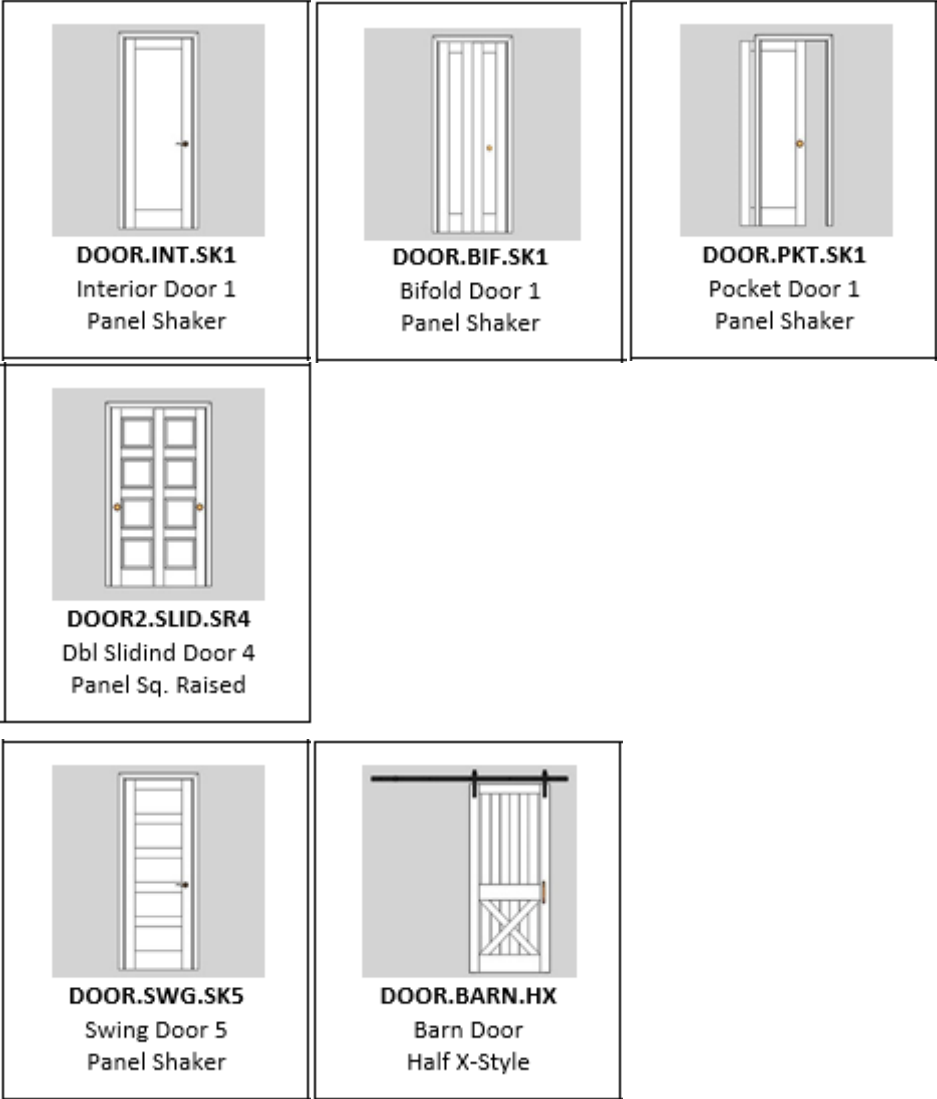 DOOR.INT.SK1
Interior Door 1
Panel Shaker
DOOR.BIF.SK1
Bifold Door 1
Panel Shaker
DOOR.PKT.SK1
Pocket Door 1
Panel Shaker
DOOR2.SLID.SR4
Dbl Slidind Door 4
Panel Sq. Raised
DOOR.SWG.SK5
Swing Door 5
Panel Shaker
DOOR.BARN.HX
Barn Door
Half X-Style